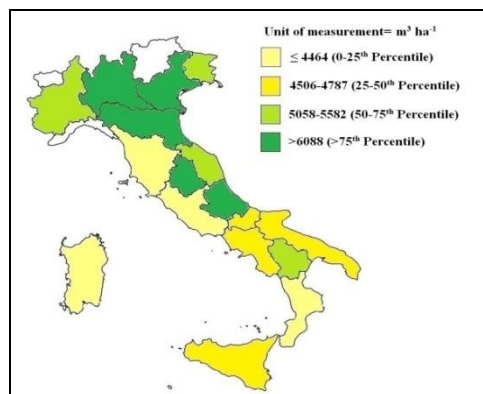 Unit of measurement= m³ ha⁻¹
≤ 4464 (0-25th Percentile)
4506-4787 (25-50th Percentile)
5058-5582 (50-75th Percentile)
>6088 (>75th Percentile)